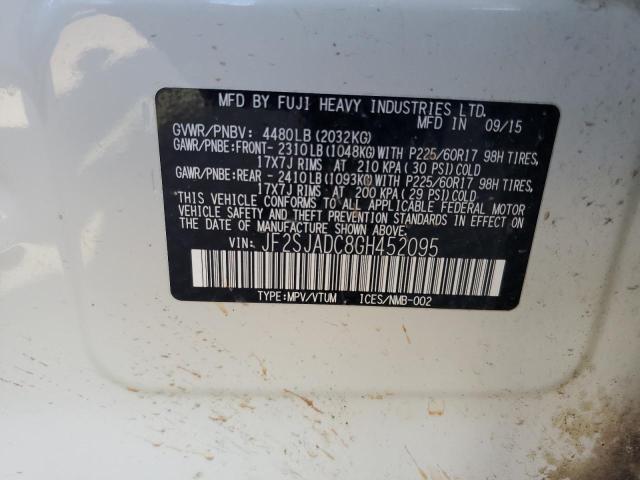 MFD BY FUJI HEAVY INDUSTRIES LTD.
MFD IN 09/15
GVWR/PNBV: 4480LB(2032KG)
GAWR/PNBE:FRONT-2310LB(1048KG)WITH P225/60R17 98H TIRES,
17X7J RIMS AT 210 KPA(30 PSI)COLD
GAWR/PNBE:REAR -2410LB(1093KG)WITH P225/60R17 98H TIRES,
17X7J RIMS AT 200 KPA(29 PSI)COLD
THIS VEHICLE CONFORMS TO ALL APPLICABLE FEDERAL MOTOR
VEHICLE SAFETY AND THEFT PREVENTION STANDARDS IN EFFECT ON
THE DATE OF MANUFACTURE SHOWN ABOVE.
VIN: JF2SJADC8GH452095
TYPE:MPV/VTUM ICES/NMB-002